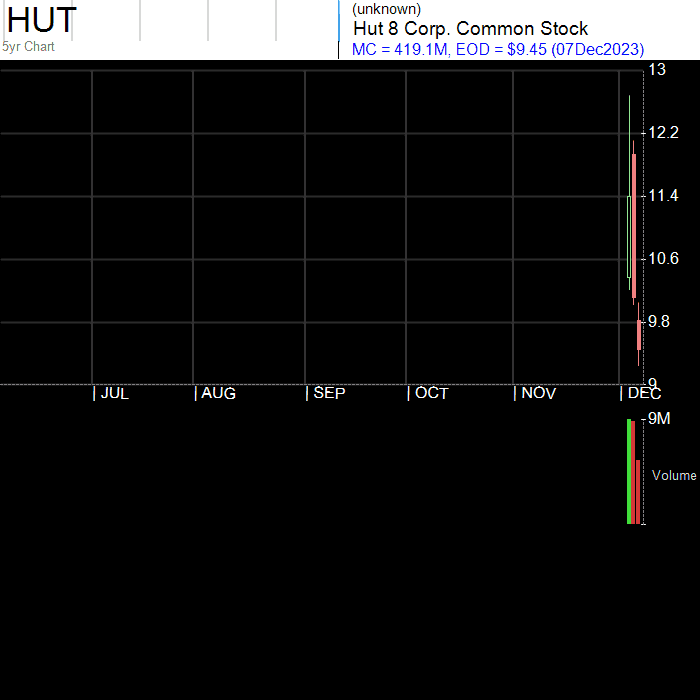 HUT
5yr Chart
(unknown)
Hut 8 Corp. Common Stock
MC = 419.1M, EOD = $9.45 (07Dec2023)
13
12.2
11.4
10.6
9.8
9
JUL AUG SEP OCT NOV DEC
9M
Volume